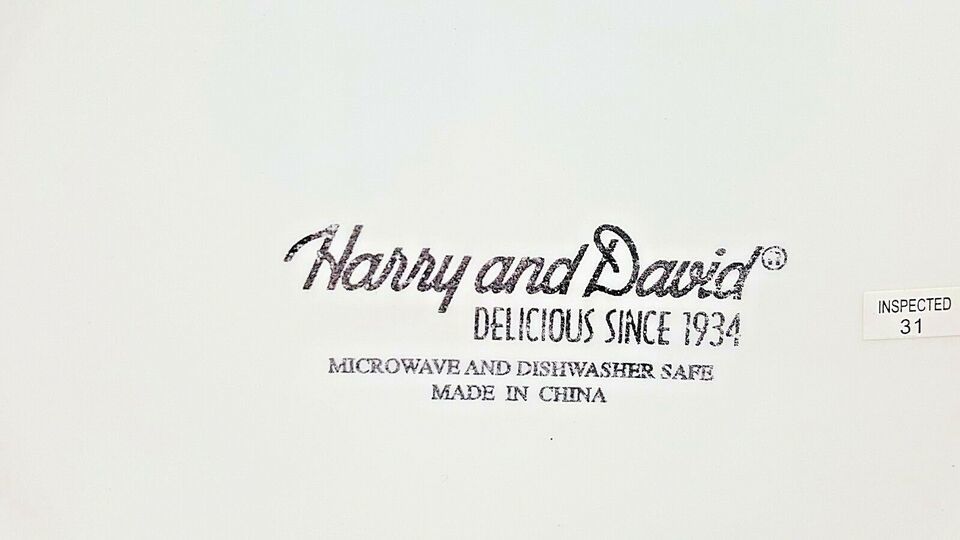 Harry and David®
DELICIOUS SINCE 1934
MICROWAVE AND DISHWASHER SAFE
MADE IN CHINA
INSPECTED
31